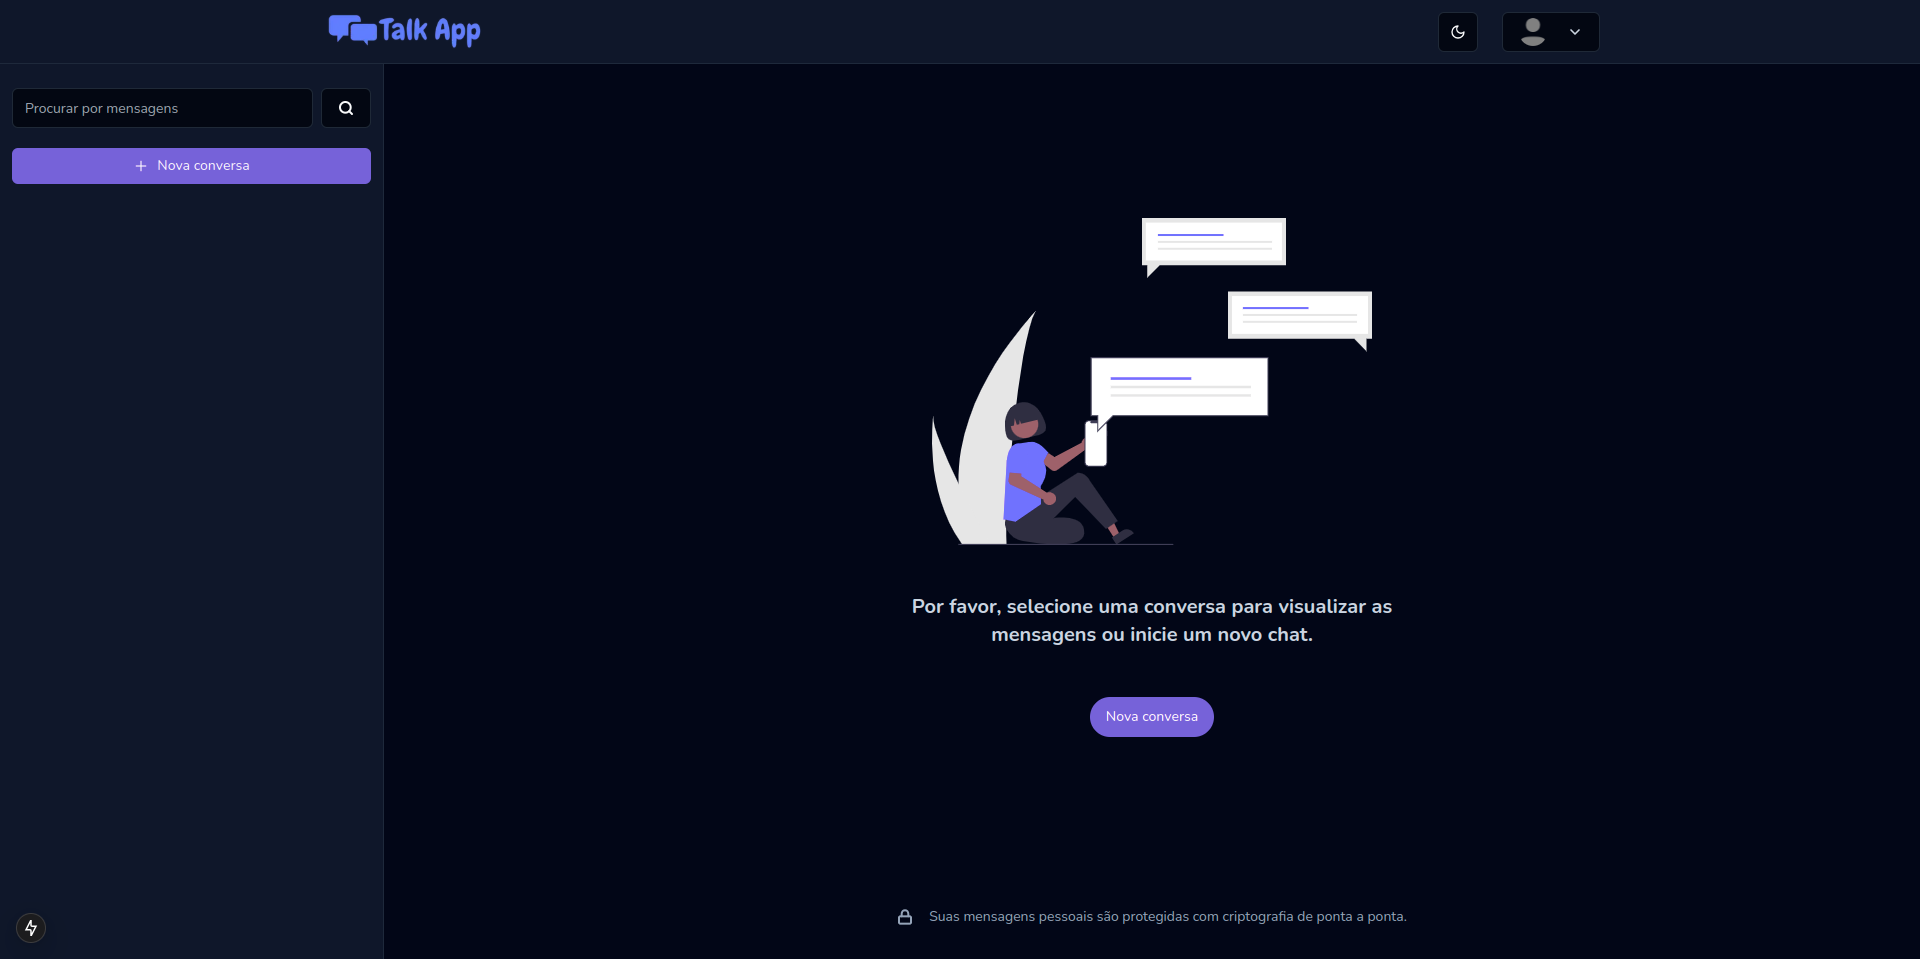 Talk App
Procurar por mensagens
Nova conversa
Por favor, selecione uma conversa para visualizar as
mensagens ou inicie um novo chat.
Nova conversa
Suas mensagens pessoais são protegidas com criptografia de ponta a ponta.